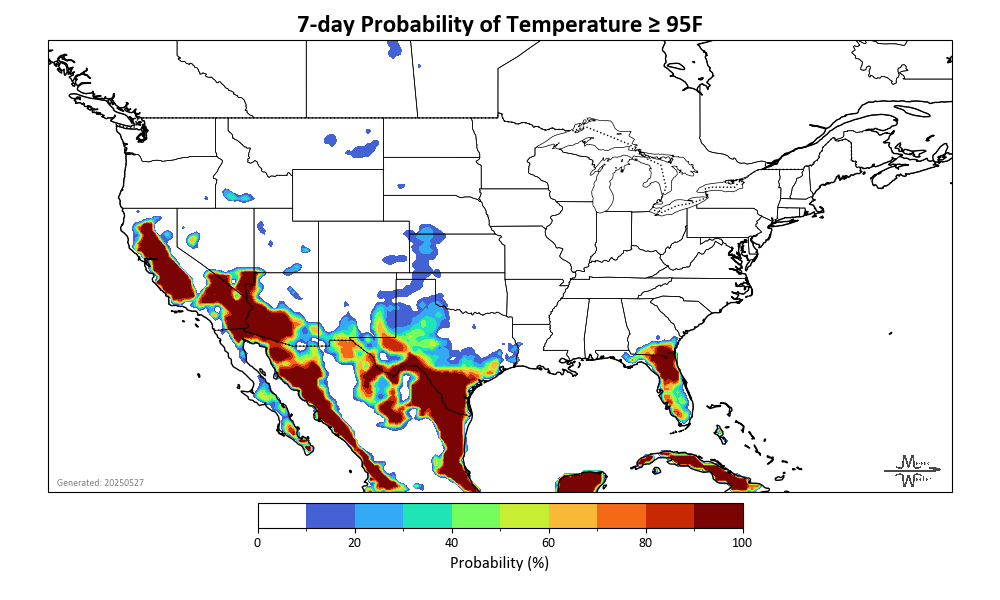 7-day Probability of Temperature ≥ 95F
Generated: 20250527
0 20 40 60 80 100
Probability (%)